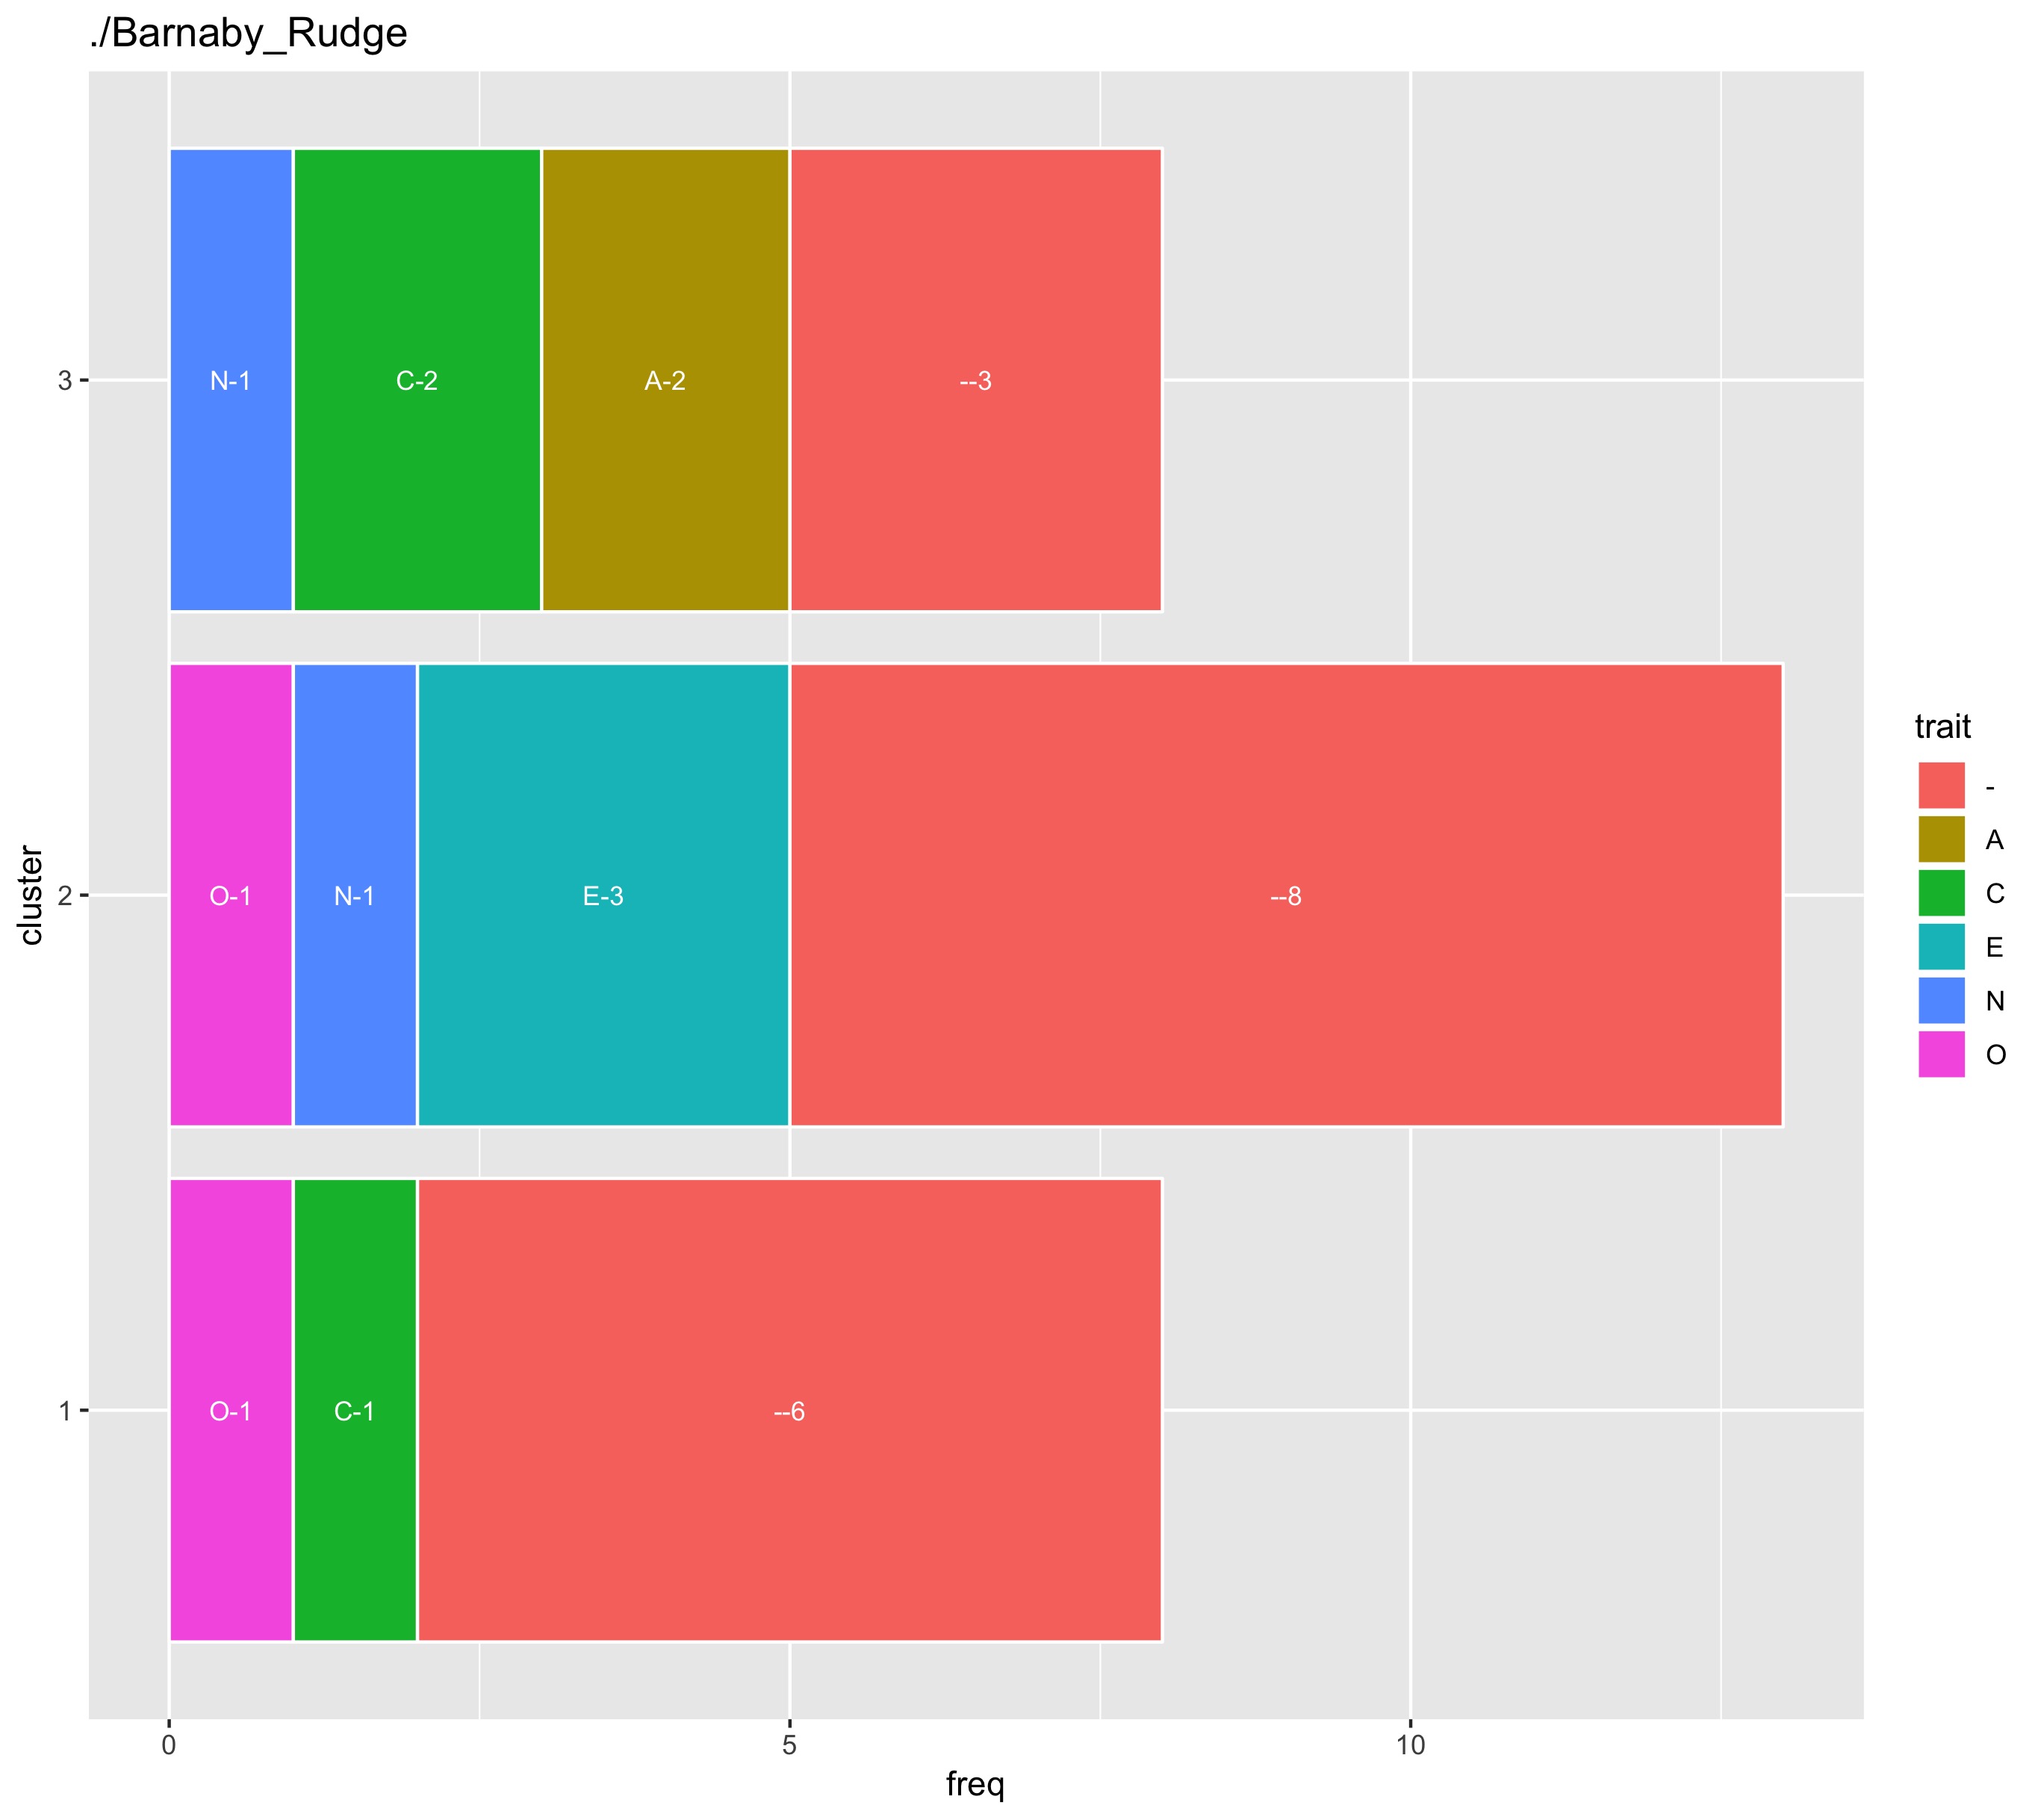 ./Barnaby_Rudge
3
N-1
C-2
A-2
--3
2
O-1
N-1
E-3
--8
1
O-1
C-1
--6
cluster
0
5
10
freq
trait
-
A
C
E
N
O